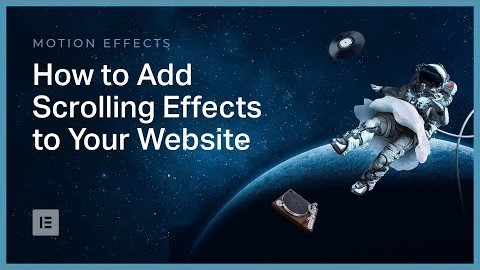 MOTION EFFECTS
How to Add
Scrolling Effects
to Your Website